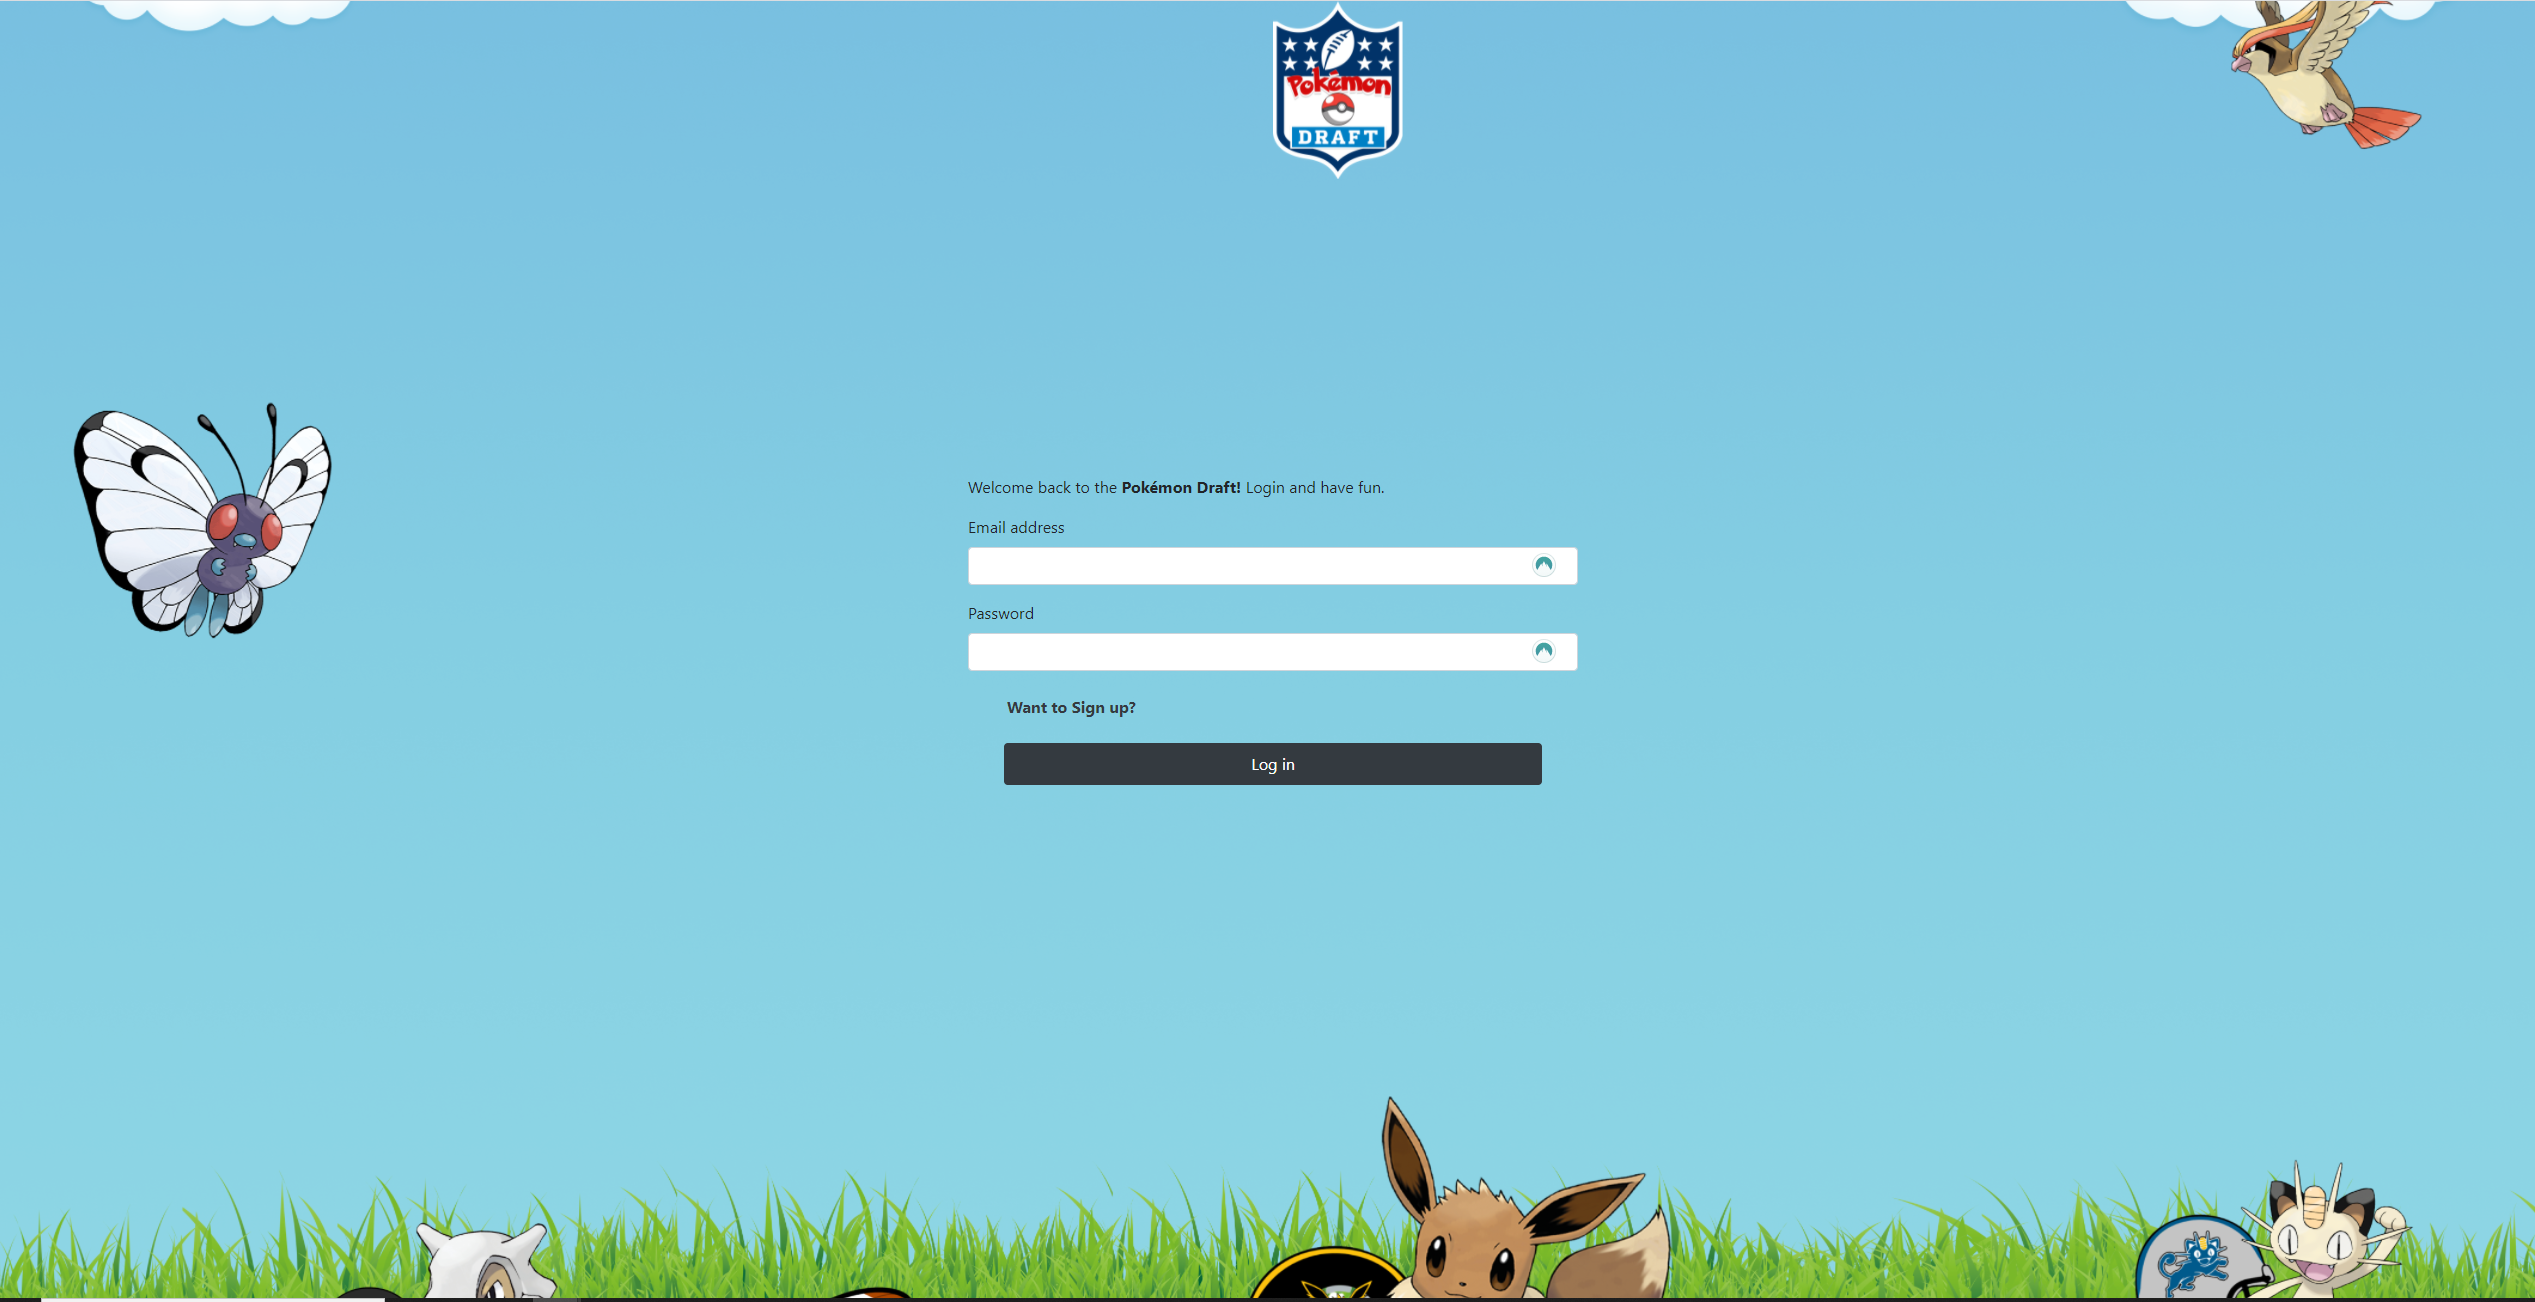 Pokémon
DRAFT
Welcome back to the Pokémon Draft! Login and have fun.
Email address
Password
Want to Sign up?
Log in